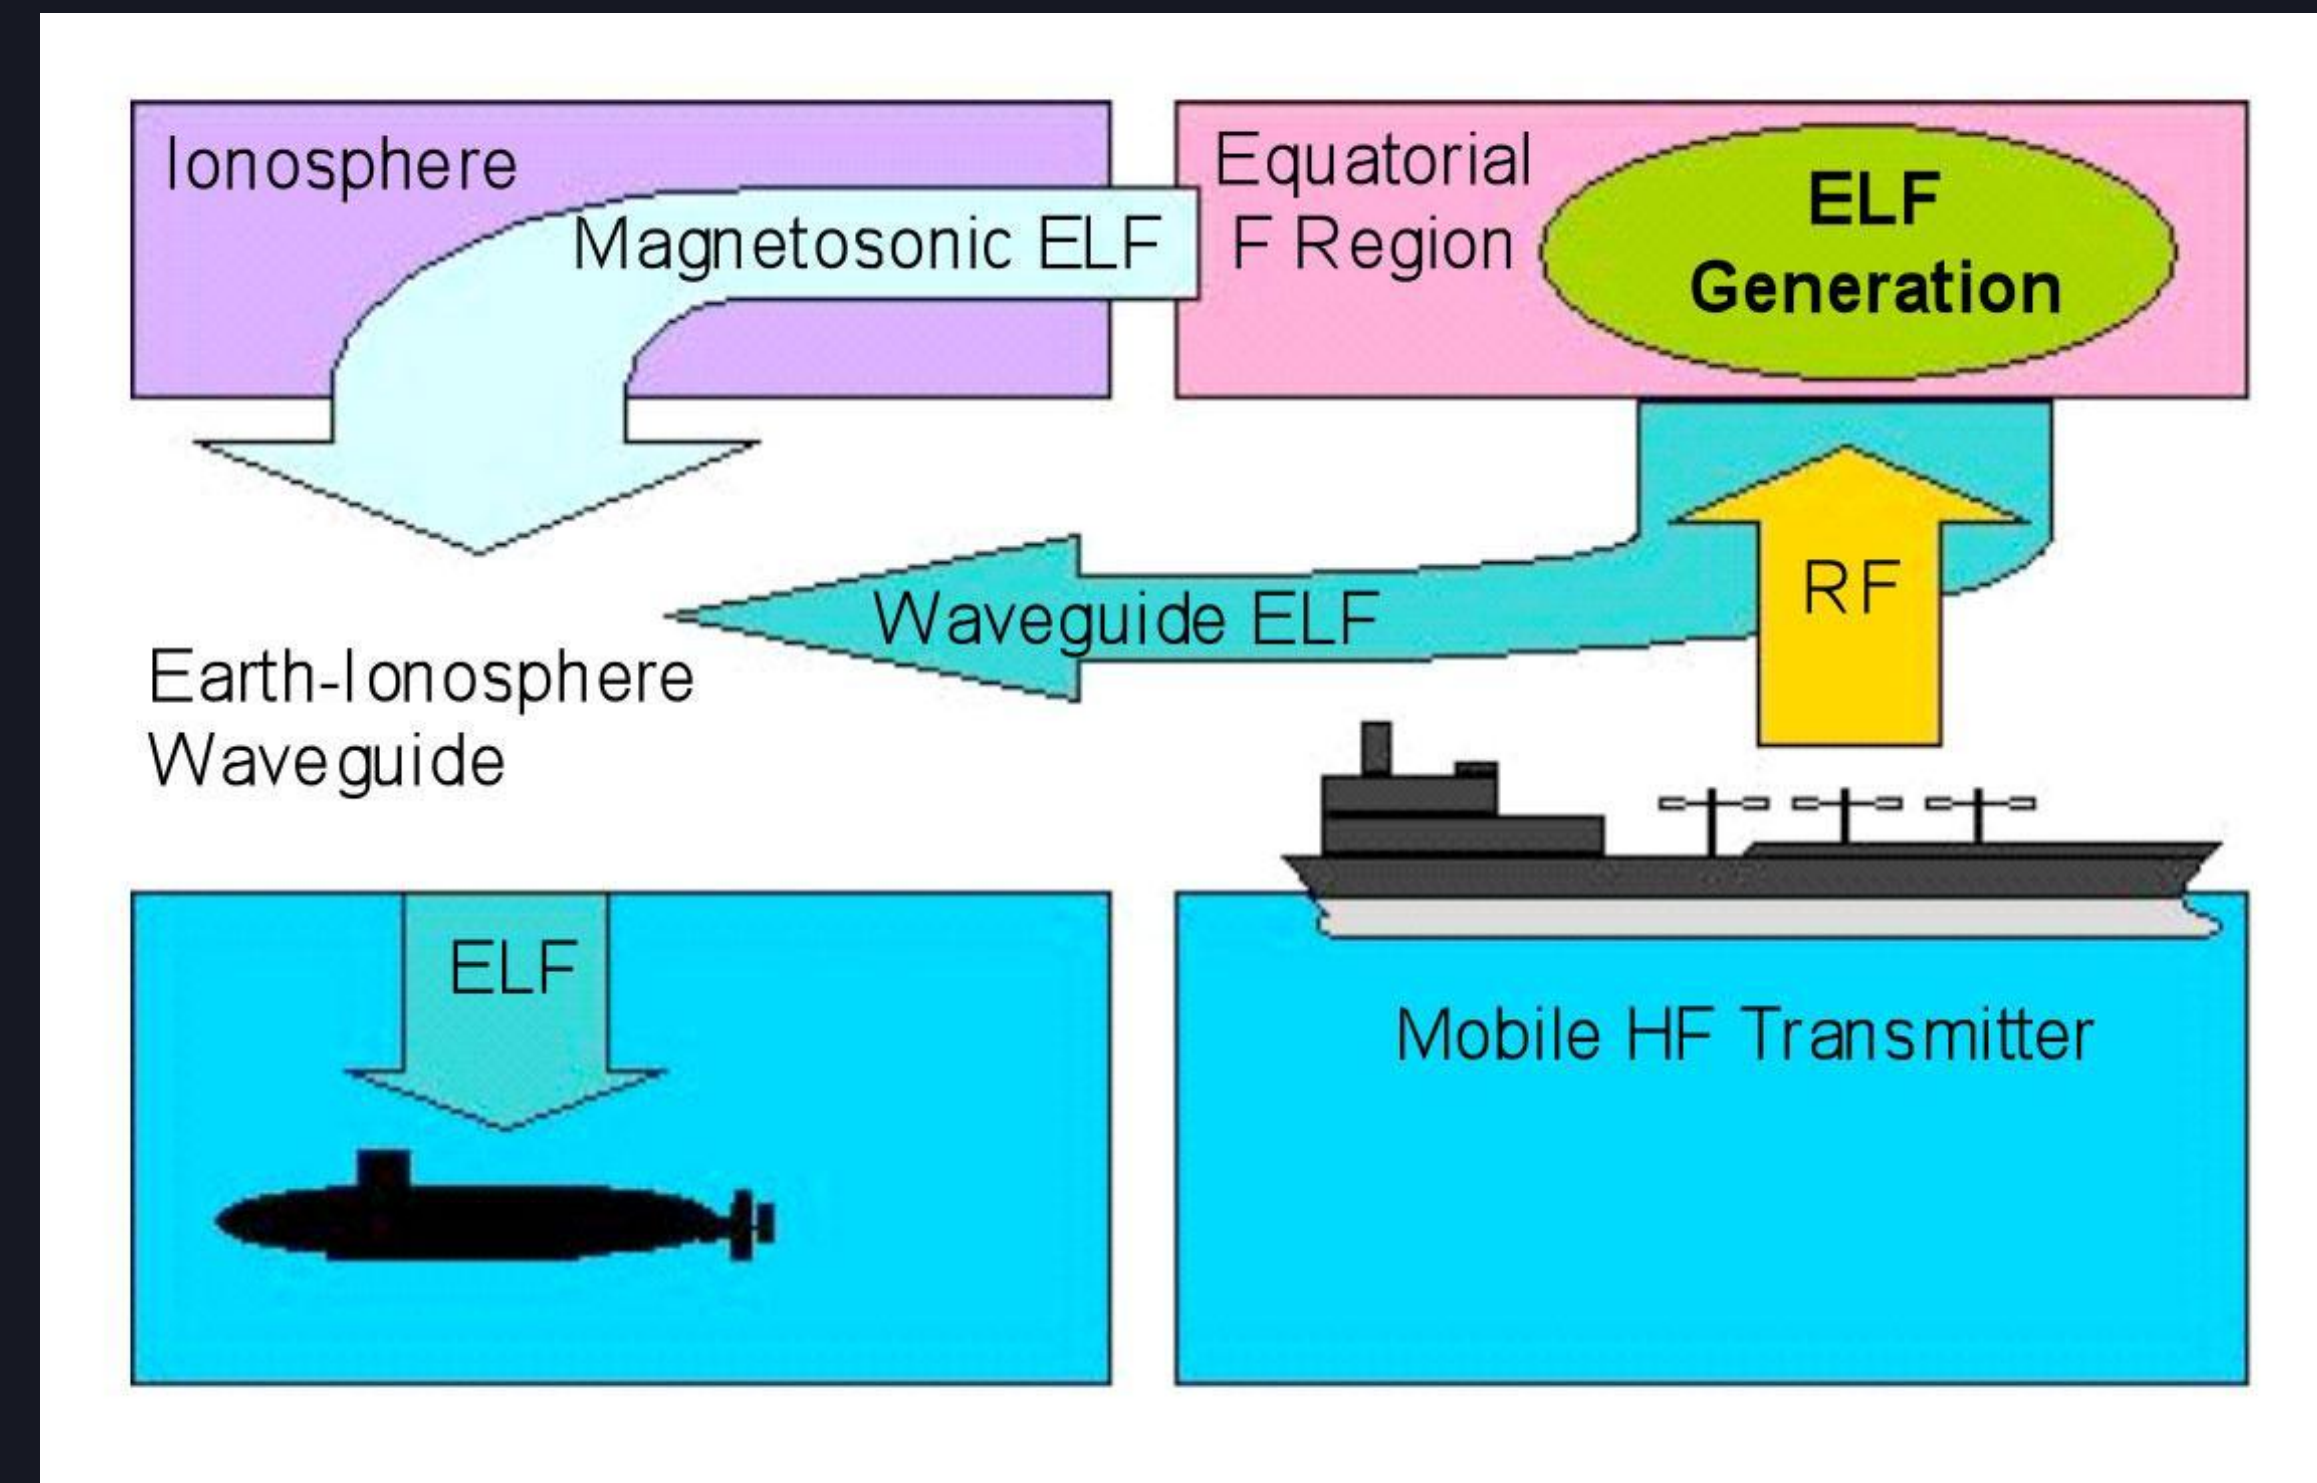 Ionosphere
Magnetosonic ELF
Equatorial
F Region
ELF
Generation
Waveguide ELF
RF
Earth-Ionosphere
Waveguide
ELF
Mobile HF Transmitter